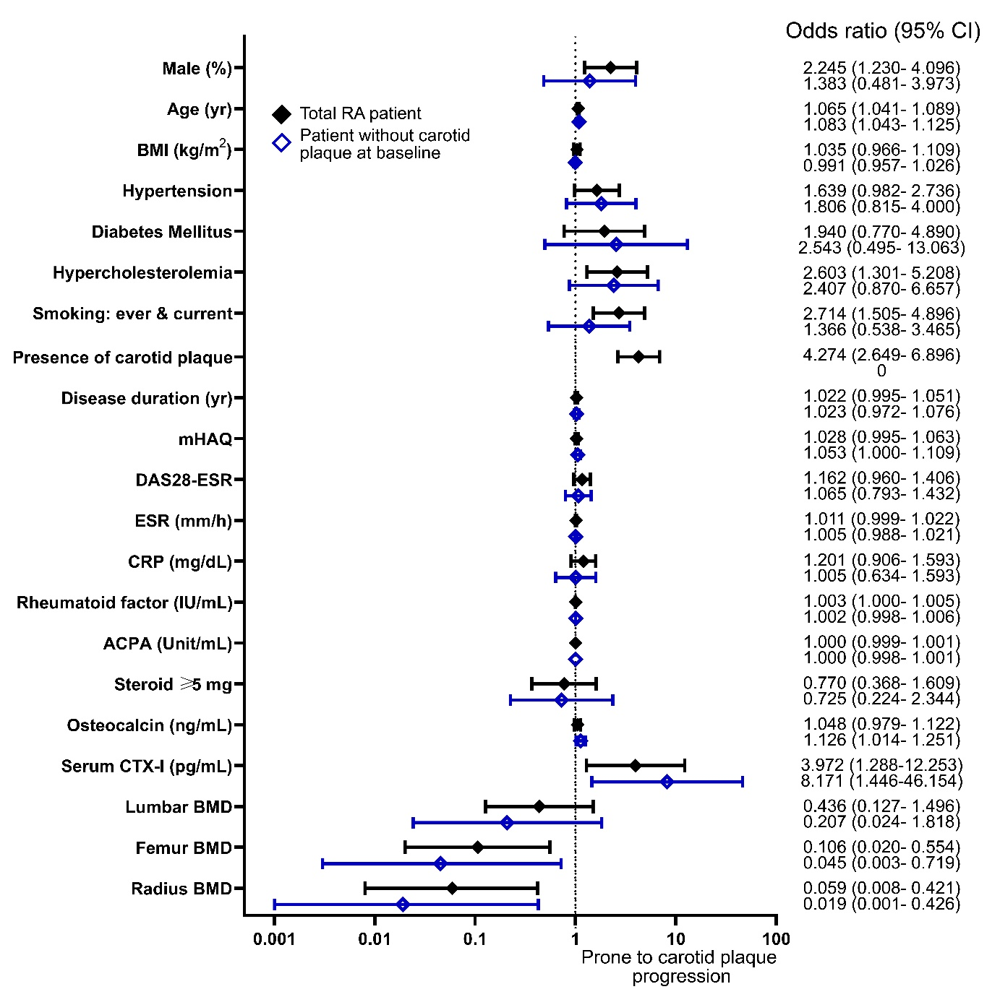 Odds ratio (95% CI)
Male (%)
2.245 (1.230- 4.096)
1.383 (0.481- 3.973)
Age (yr)
1.065 (1.041- 1.089)
1.083 (1.043- 1.125)
Total RA patient
Patient without carotid
plaque at baseline
BMI (kg/m²)
1.035 (0.966- 1.109)
0.991 (0.957- 1.026)
Hypertension
1.639 (0.982- 2.736)
1.806 (0.815- 4.000)
Diabetes Mellitus
1.940 (0.770- 4.890)
2.543 (0.495- 13.063)
Hypercholesterolemia
2.603 (1.301- 5.208)
2.407 (0.870- 6.657)
Smoking: ever & current
2.714 (1.505- 4.896)
1.366 (0.538- 3.465)
Presence of carotid plaque
4.274 (2.649- 6.896)
0
Disease duration (yr)
1.022 (0.995- 1.051)
1.023 (0.972- 1.076)
mHAQ
1.028 (0.995- 1.063)
1.053 (1.000- 1.109)
DAS28-ESR
1.162 (0.960- 1.406)
1.065 (0.793- 1.432)
ESR (mm/h)
1.011 (0.999- 1.022)
1.005 (0.988- 1.021)
CRP (mg/dL)
1.201 (0.906- 1.593)
1.005 (0.634- 1.593)
Rheumatoid factor (IU/mL)
1.003 (1.000- 1.005)
1.002 (0.998- 1.006)
ACPA (Unit/mL)
1.000 (0.999- 1.001)
1.000 (0.998- 1.001)
Steroid ⩾5 mg
0.770 (0.368- 1.609)
0.725 (0.224- 2.344)
Osteocalcin (ng/mL)
1.048 (0.979- 1.122)
1.126 (1.014- 1.251)
Serum CTX-I (pg/mL)
3.972 (1.288-12.253)
8.171 (1.446-46.154)
Lumbar BMD
0.436 (0.127- 1.496)
0.207 (0.024- 1.818)
Femur BMD
0.106 (0.020- 0.554)
0.045 (0.003- 0.719)
Radius BMD
0.059 (0.008- 0.421)
0.019 (0.001- 0.426)
0.001 0.01 0.1 1 10 100
Prone to carotid plaque
progression